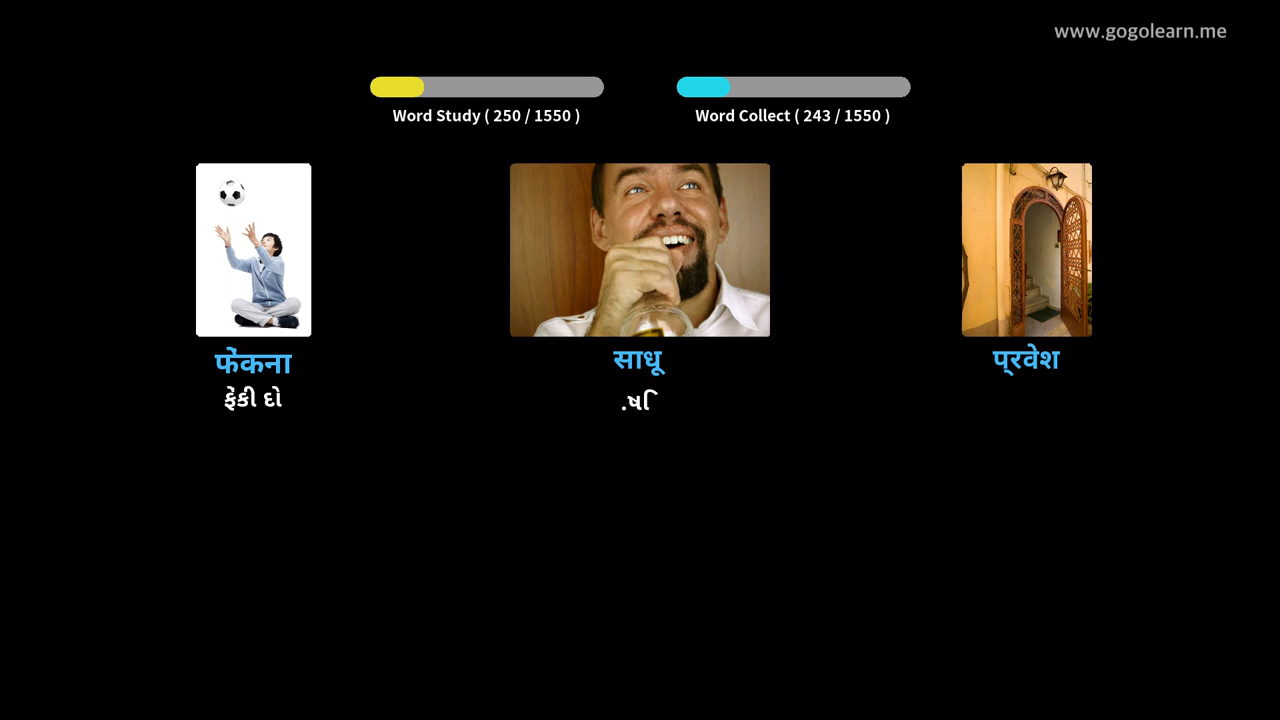 www.gogolearn.me
Word Study ( 250 / 1550 )
Word Collect ( 243 / 1550 )
फेंकना
साधू
प्रवेश
ફેંકી દો
.ષિ